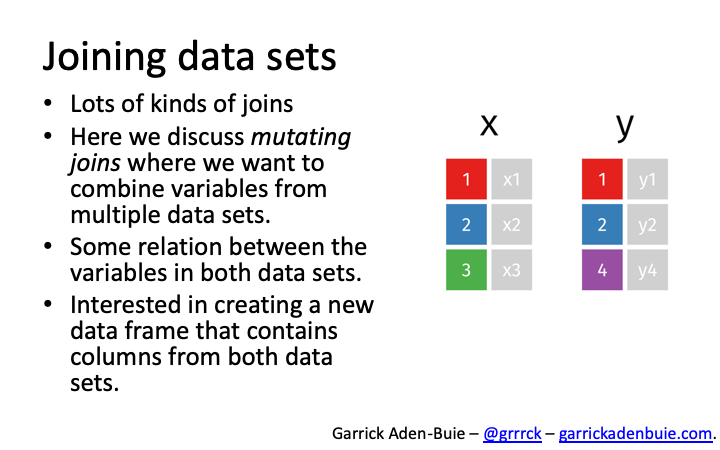 Joining data sets
• Lots of kinds of joins
• Here we discuss mutating
joins where we want to
combine variables from
multiple data sets.
• Some relation between the
variables in both data sets.
• Interested in creating a new
data frame that contains
columns from both data
sets.
x y
1 x1 1 y1
2 x2 2 y2
3 x3 4 y4
Garrick Aden-Buie – @grrrck – garrickadenbuie.com.